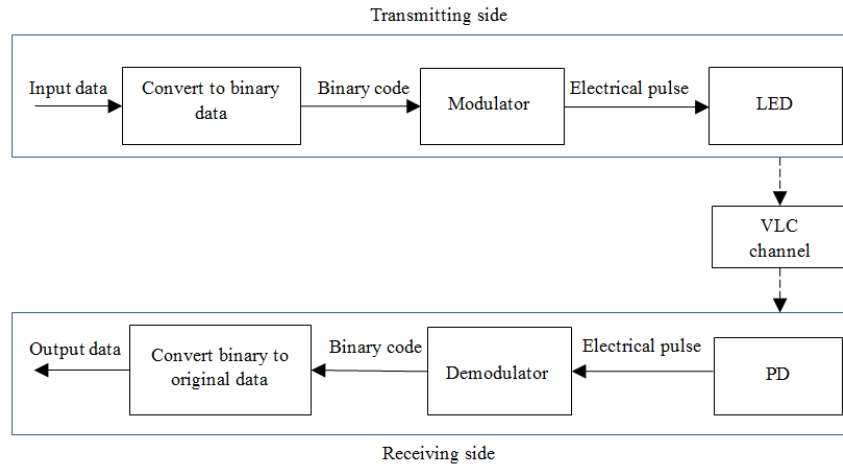 Transmitting side
Input data
Convert to binary
data
Binary code
Modulator
Electrical pulse
LED
VLC
channel
Output data
Convert binary to
original data
Binary code
Demodulator
Electrical pulse
PD
Receiving side